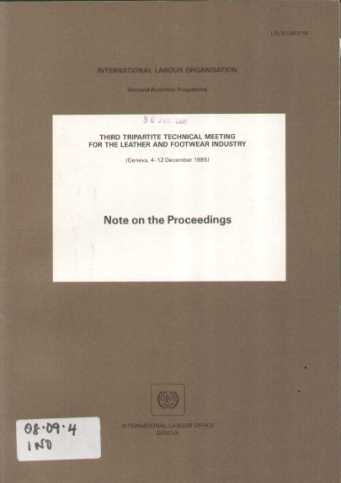 INTERNATIONAL LABOUR ORGANISATION
Sectoral Activities Programme
THIRD TRIPARTITE TECHNICAL MEETING
FOR THE LEATHER AND FOOTWEAR INDUSTRY
(Geneva, 4-12 December 1985)
Note on the Proceedings
INTERNATIONAL LABOUR OFFICE
GENEVA
08.09.4
IND